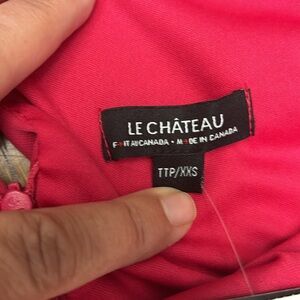 LE CHÂTEAU
FAIT AU CANADA • MADE IN CANADA
TTP/XXS